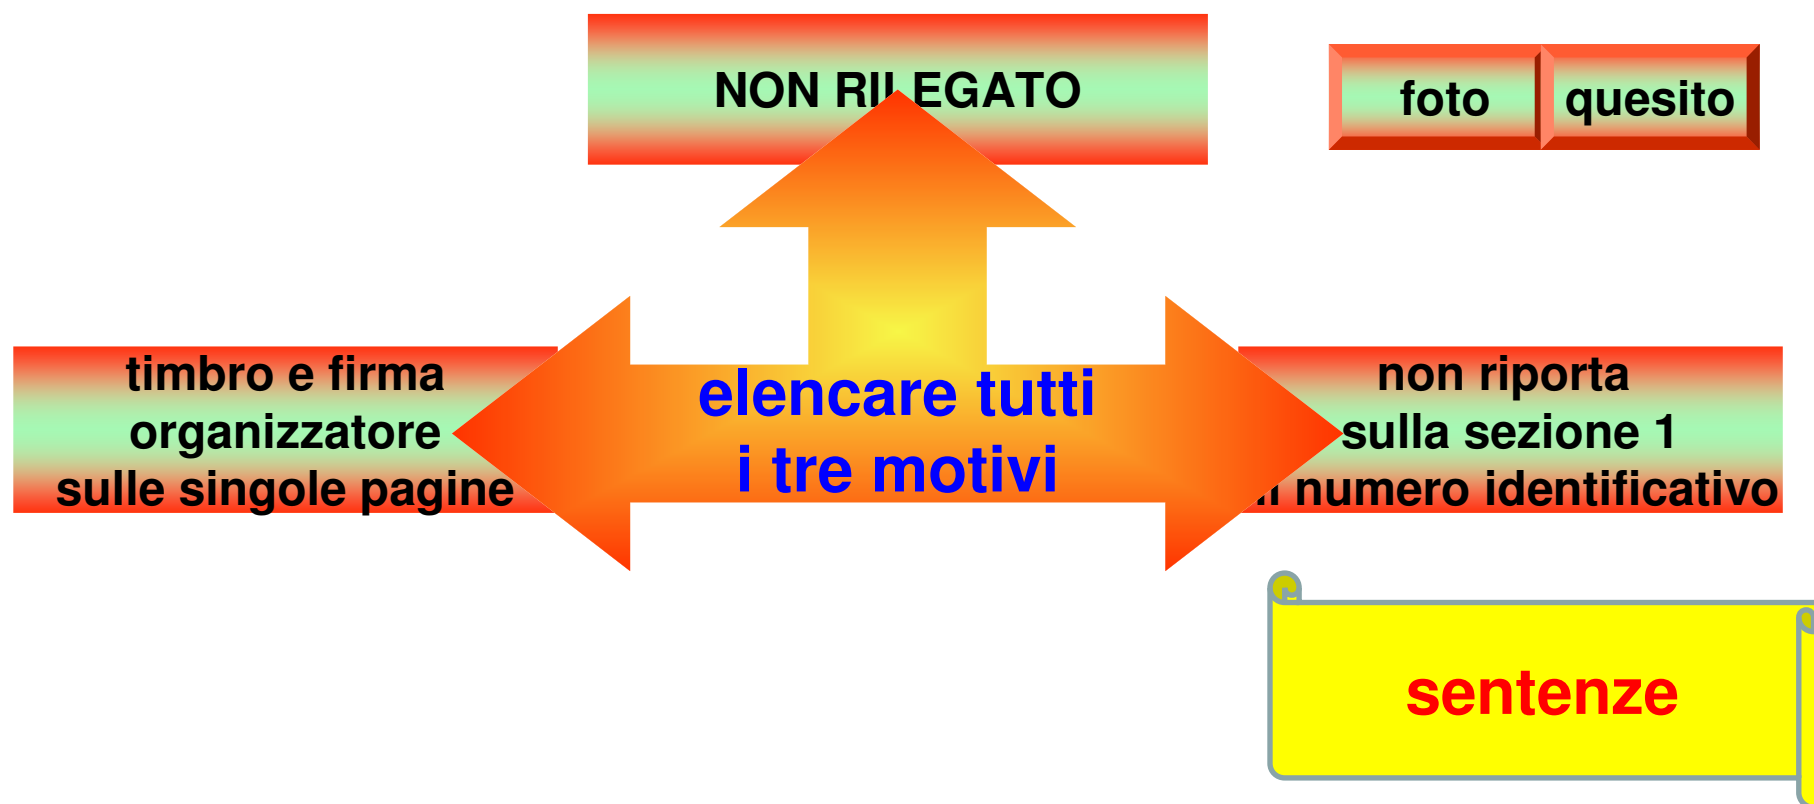 NON RILEGATO
foto
quesito
timbro e firma
organizzatore
sulle singole pagine
elencare tutti
i tre motivi
non riporta
sulla sezione 1
il numero identificativo
sentenze